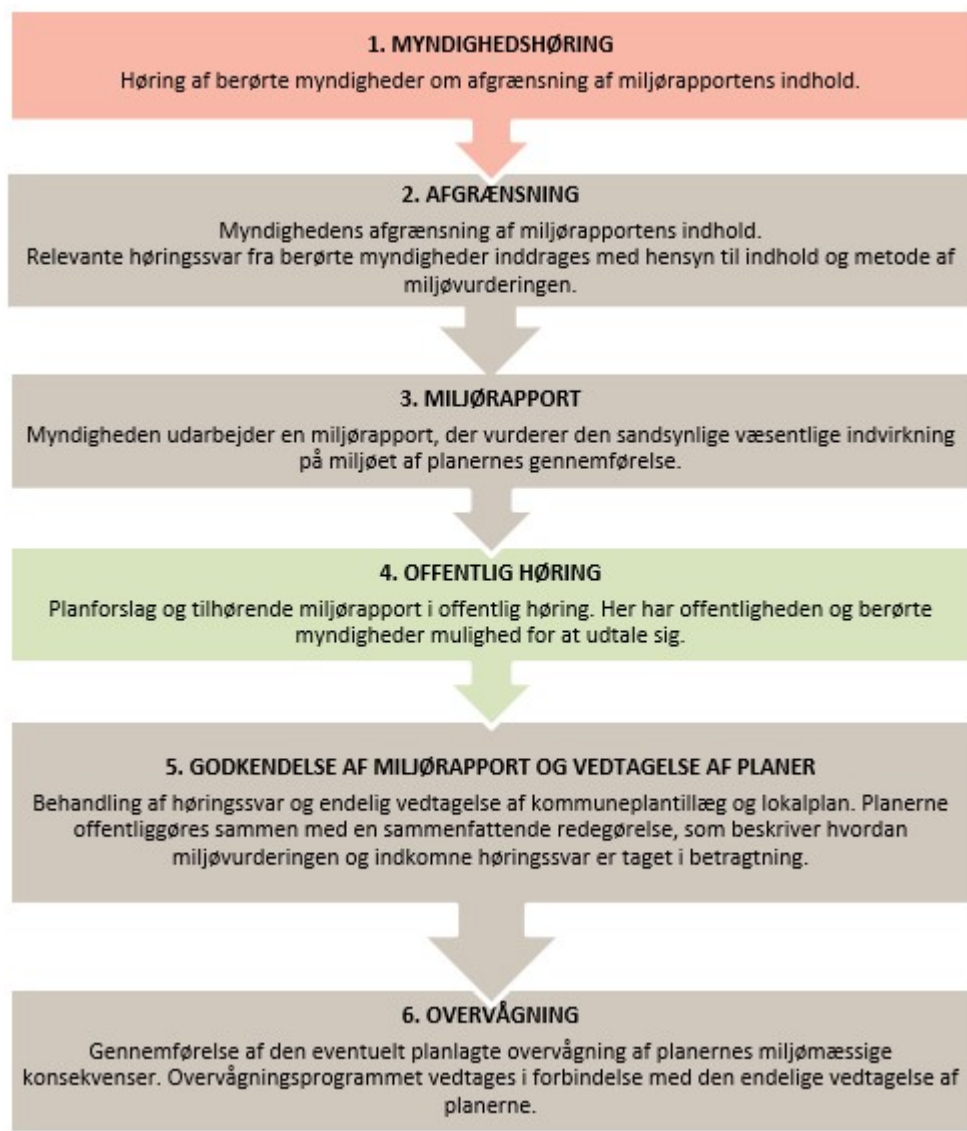 1. MYNDIGHEDSHØRING
Høring af berørte myndigheder om afgrænsning af miljørapportens indhold.
2. AFGRÆNSNING
Myndighedens afgrænsning af miljørapportens indhold.
Relevante høringssvar fra berørte myndigheder inddrages med hensyn til indhold og metode af
miljøvurderingen.
3. MILJØRAPPORT
Myndigheden udarbejder en miljørapport, der vurderer den sandsynlige væsentlige indvirkning
på miljøet af planernes gennemførelse.
4. OFFENTLIG HØRING
Planforslag og tilhørende miljørapport i offentlig høring. Her har offentligheden og berørte
myndigheder mulighed for at udtale sig.
5. GODKENDELSE AF MILJØRAPPORT OG VEDTAGELSE AF PLANER
Behandling af høringssvar og endelig vedtagelse af kommuneplantillæg og lokalplan. Planerne
offentliggøres sammen med en sammenfattende redegørelse, som beskriver hvordan
miljøvurderingen og indkomne høringssvar er taget i betragtning.
6. OVERVÅGNING
Gennemførelse af den eventuelt planlagte overvågning af planernes miljømæssige
konsekvenser. Overvågningsprogrammet vedtages i forbindelse med den endelige vedtagelse af
planerne.